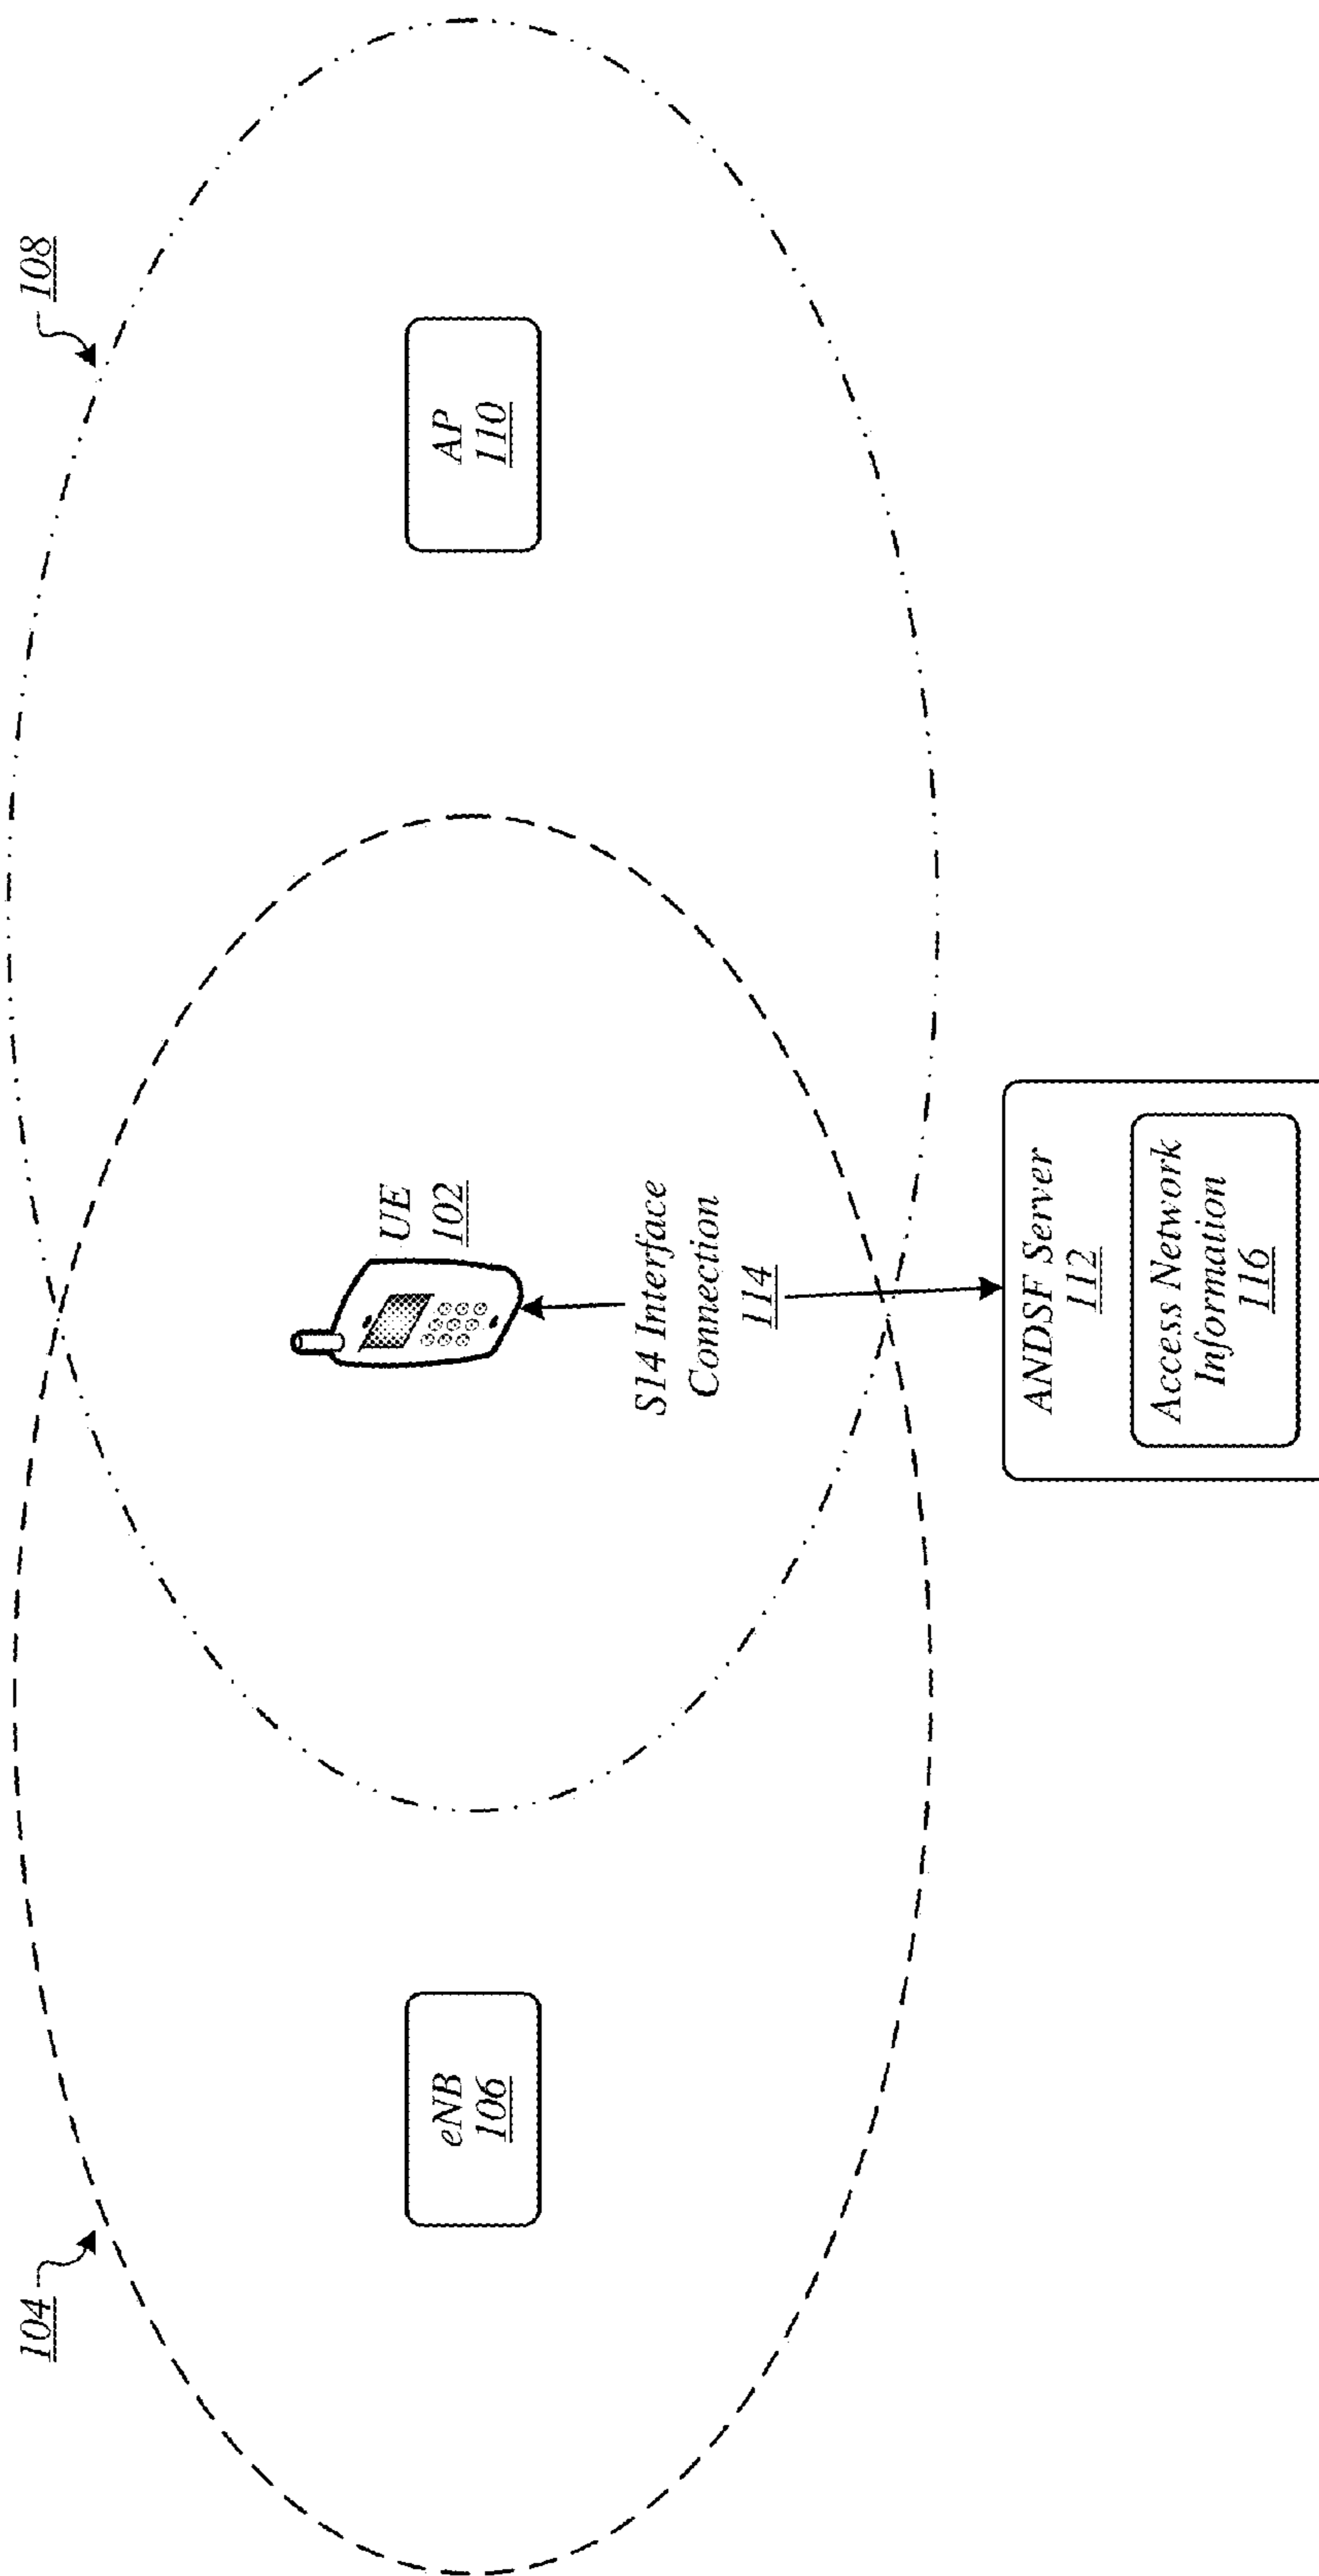 104
108
eNB
106
UE
102
AP
110
S14 Interface
Connection
114
ANDSF Server
112
Access Network
Information
116